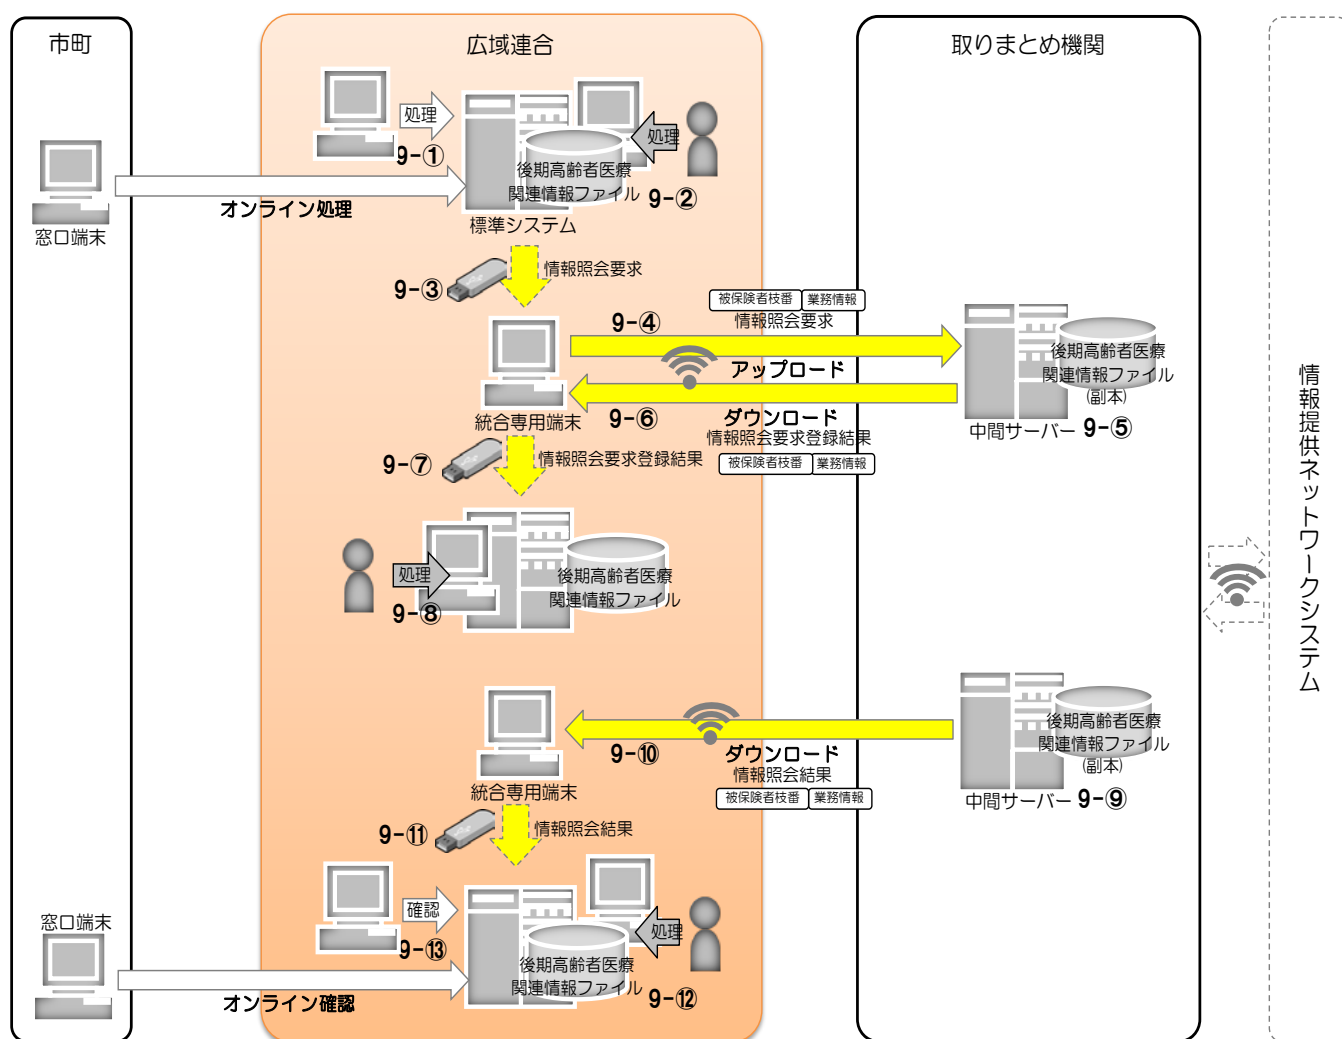 市町
広域連合
取りまとめ機関
処理
9-①
処理
後期高齢者医療
関連情報ファイル
9-②
標準システム
窓口端末
オンライン処理
9-③
情報照会要求
9-④
被保険者枝番
業務情報
情報照会要求
アップロード
後期高齢者医療
関連情報ファイル
(副本)
中間サーバー 9-⑤
統合専用端末
9-⑥
ダウンロード
情報照会要求登録結果
被保険者枝番
業務情報
9-⑦
情報照会要求登録結果
処理
9-⑧
後期高齢者医療
関連情報ファイル
情報提供ネットワークシステム
統合専用端末
9-⑩
ダウンロード
情報照会結果
被保険者枝番
業務情報
後期高齢者医療
関連情報ファイル
(副本)
中間サーバー 9-⑨
9-⑪
情報照会結果
窓口端末
確認
9-⑬
処理
後期高齢者医療
関連情報ファイル
9-⑫
オンライン確認